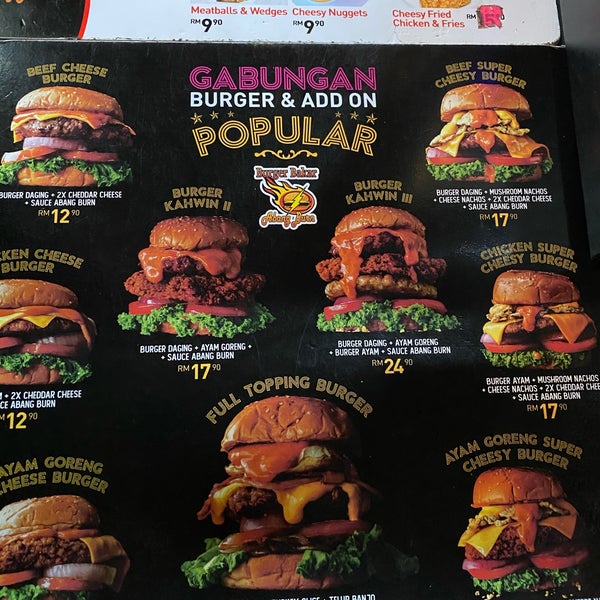 Meatballs & Wedges
RM 9 90
Cheesy Nuggets
RM 9 90
Cheesy Fried
Chicken & Fries
RM
GABUNGAN
BURGER & ADD ON
POPULAR
Burger Bakar
Abang Burn
BEEF CHEESE
BURGER
BURGER DAGING + 2X CHEDDAR CHEESE
+ SAUCE ABANG BURN
RM 12 90
BEEF SUPER
CHEESY BURGER
BURGER DAGING + MUSHROOM NACHOS
+ CHEESE NACHOS + 2X CHEDDAR CHEESE
+ SAUCE ABANG BURN
RM 17 90
BURGER
KAHWIN II
BURGER DAGING + AYAM GORENG +
SAUCE ABANG BURN
RM 17 90
BURGER
KAHWIN III
BURGER DAGING + AYAM GORENG
+ BURGER AYAM + SAUCE ABANG BURN
RM 24 90
CKEN CHEESE
BURGER
+ 2X CHEDDAR CHEESE
CE ABANG BURN
12 90
CHICKEN SUPER
CHEESY BURGER
BURGER AYAM + MUSHROOM NACHOS
+ CHEESE NACHOS + 2X CHEDDAR CHEE
+ SAUCE ABANG BURN
RM 17 90
FULL TOPPING BURGER
+ TELUR BANJO
AYAM GORENG
CHEESE BURGER
AYAM GORENG SUPER
CHEESY BURGER